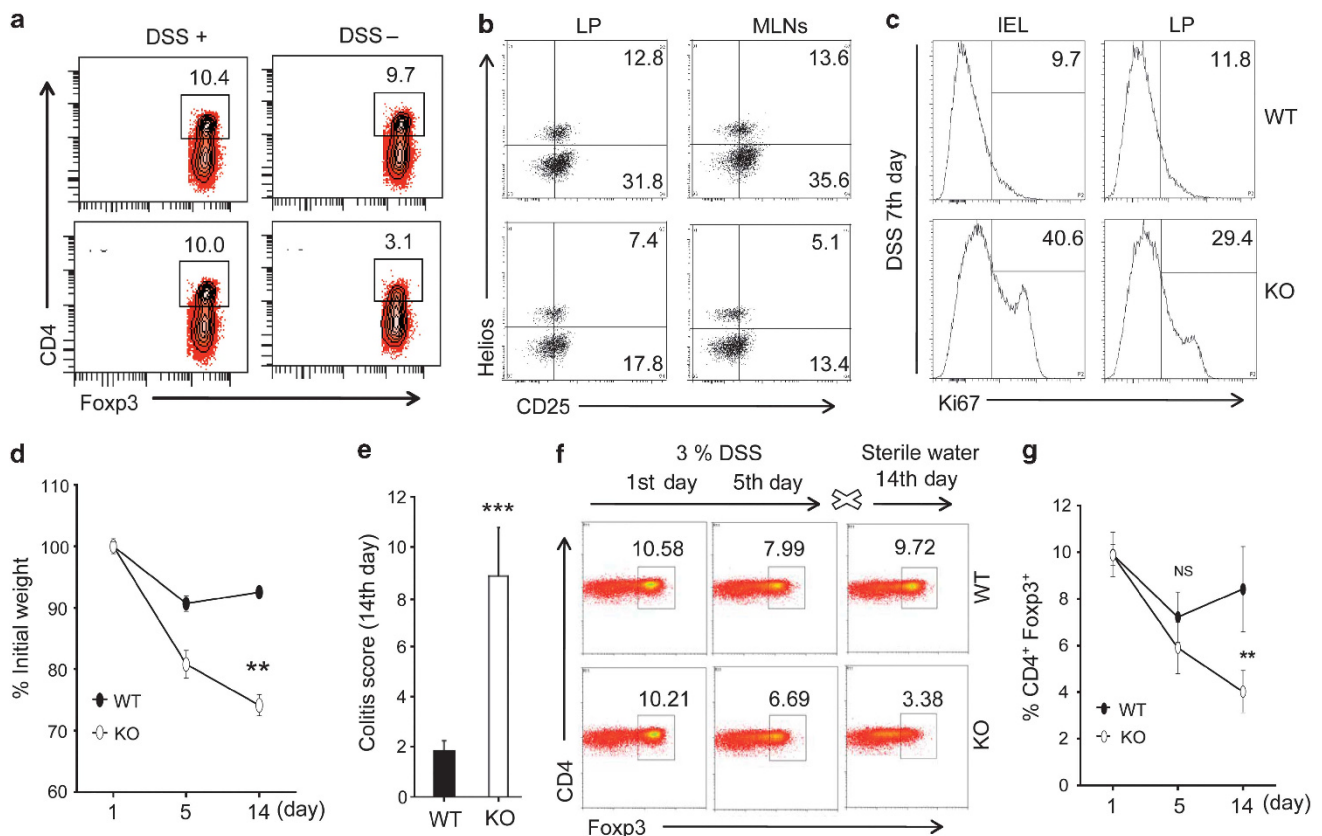 a
DSS + DSS –
10.4 9.7
10.0 3.1
CD4
Foxp3
b
LP MLNs
12.8 13.6
31.8 35.6
7.4 5.1
17.8 13.4
Helios
CD25
c
IEL LP
9.7 11.8
WT
40.6 29.4
KO
DSS 7th day
Ki67
P2 P2
P2 P2
d
110
100
90
80
70
60
% Initial weight
**
WT
KO
1 5 14 (day)
e
12
10
8
6
4
2
0
Colitis score (14th day)
***
WT KO
f
3 % DSS Sterile water
1st day 5th day 14th day
10.58 7.99 9.72
WT
10.21 6.69 3.38
KO
CD4
Foxp3
g
12
10
8
6
4
2
0
% CD4+ Foxp3+
NS
**
WT
KO
1 5 14 (day)